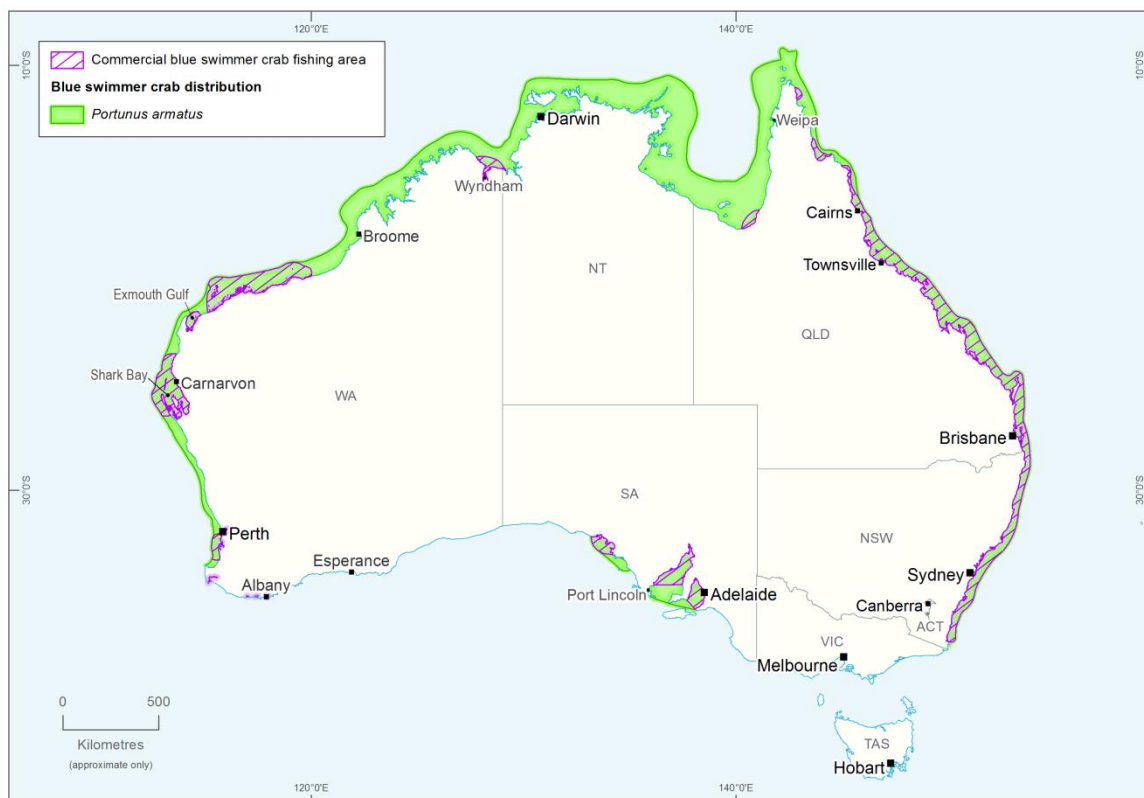 120°0'E
140°0'E
10°0'S
10°0'S
Commercial blue swimmer crab fishing area
Blue swimmer crab distribution
Portunus armatus
Darwin
Weipa
Wyndham
Cairns
Broome
Townsville
NT
Exmouth Gulf
QLD
Shark Bay
Carnarvon
WA
Brisbane
30°0'S
30°0'S
SA
Perth
NSW
Esperance
Sydney
Albany
Port Lincoln
Adelaide
Canberra
ACT
VIC
Melbourne
0
500
Kilometres
(approximate only)
TAS
Hobart
120°0'E
140°0'E